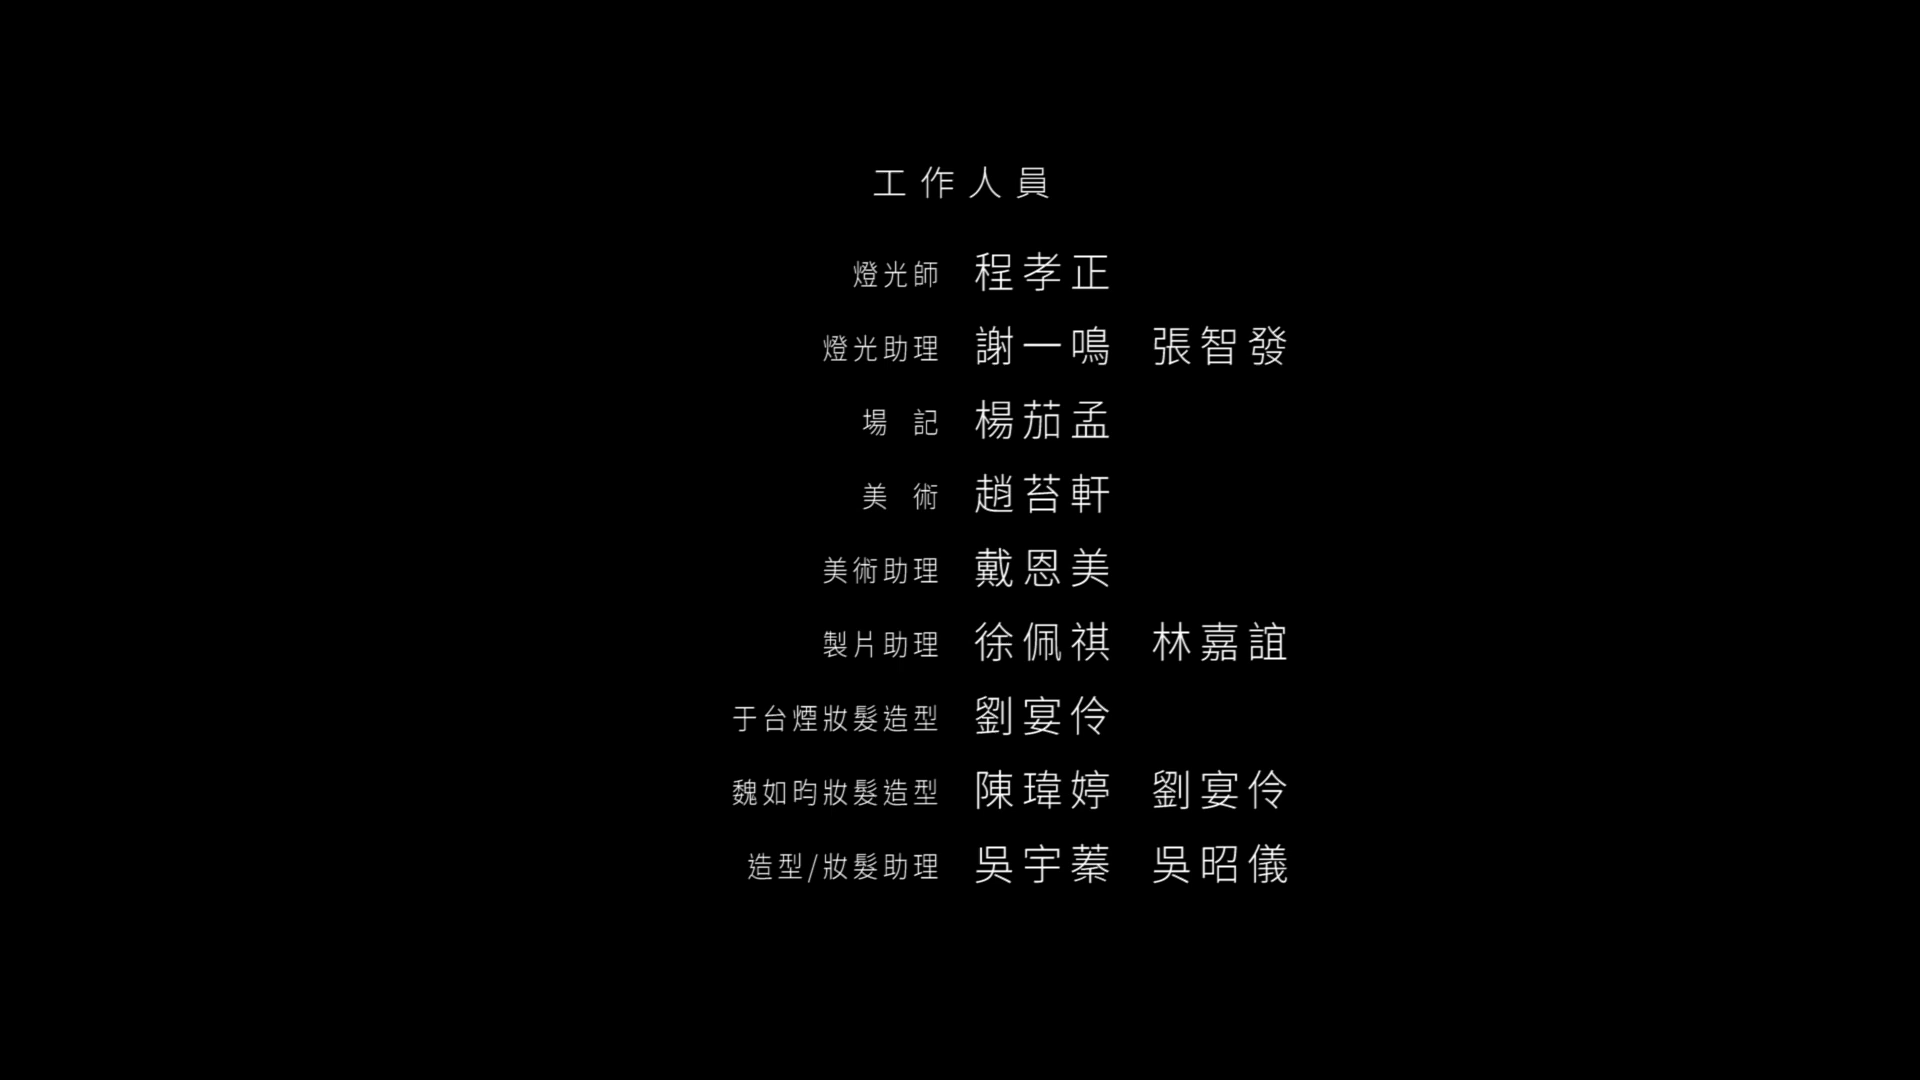 工作人員
燈光師 程孝正
燈光助理 謝一鳴 張智發
場 記 楊茄孟
美 術 趙苔軒
美術助理 戴恩美
製片助理 徐佩祺 林嘉誼
于台煙妝髮造型 劉宴伶
魏如昀妝髮造型 陳瑋婷 劉宴伶
造型/妝髮助理 吳宇蓁 吳昭儀